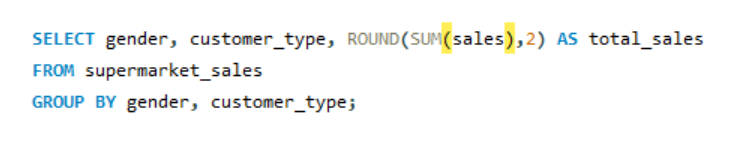 SELECT gender, customer_type, ROUND(SUM(sales),2) AS total_sales
FROM supermarket_sales
GROUP BY gender, customer_type;